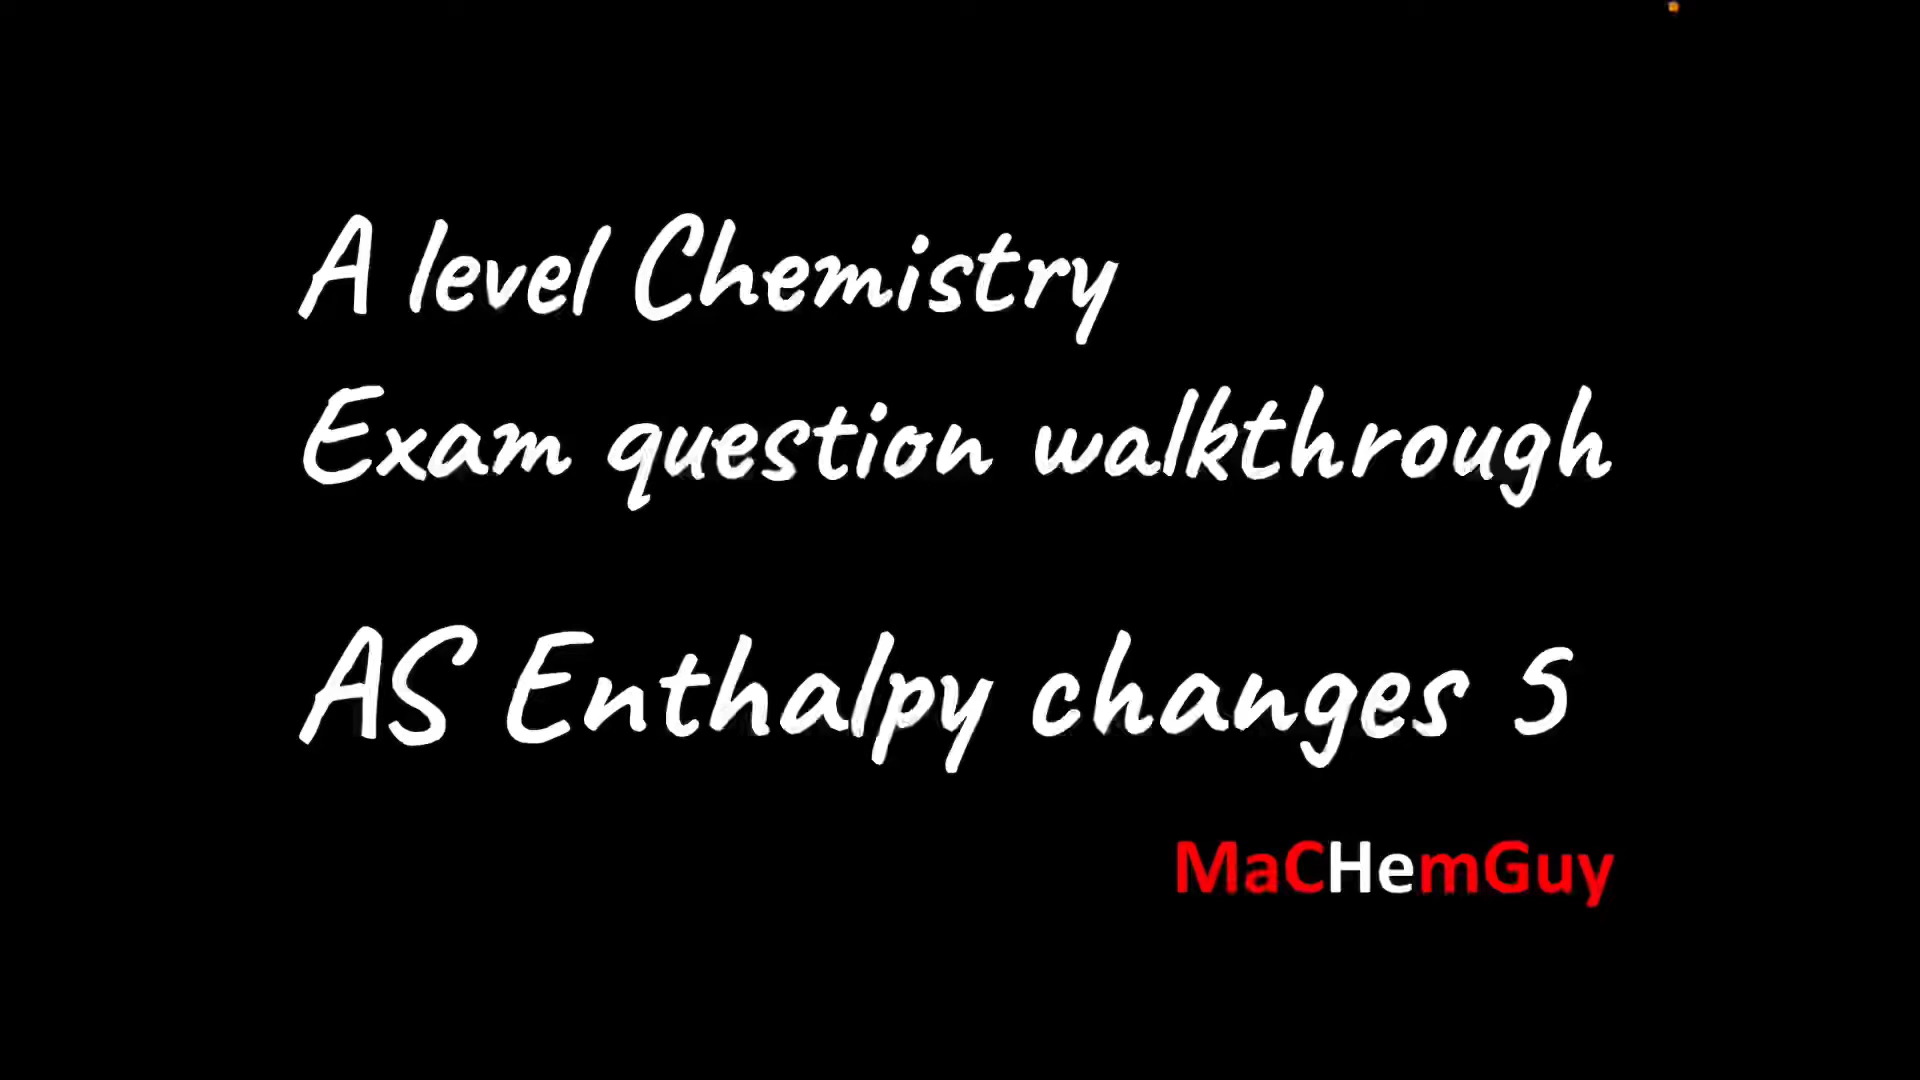 A level Chemistry
Exam question walkthrough
AS Enthalpy changes 5
MaCHemGuy